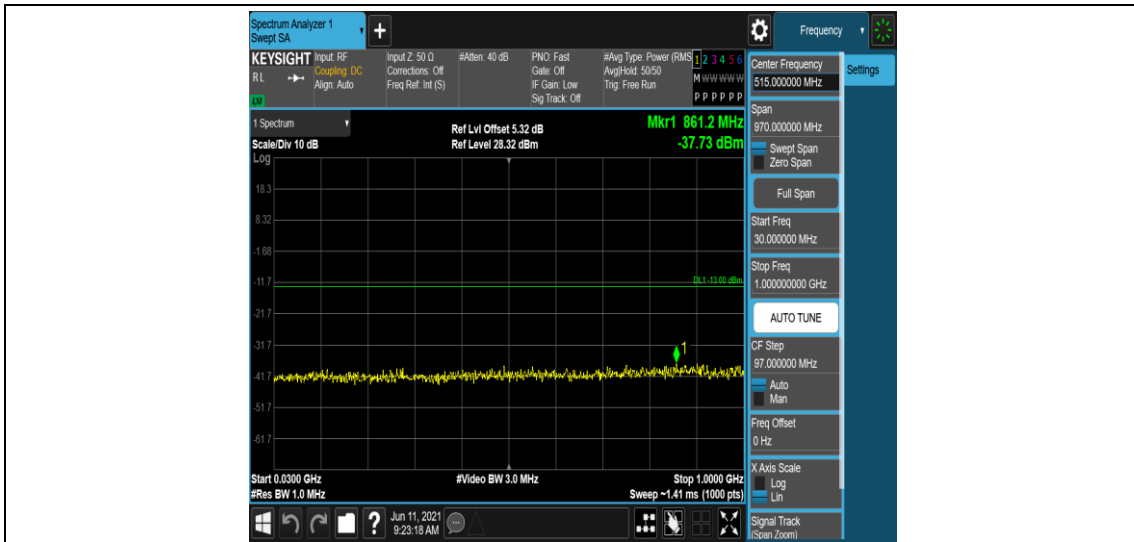 Spectrum Analyzer 1
Swept SA
+
Frequency
KEYSIGHT
RL
LXI
Input: RF
Coupling: DC
Align: Auto
Input Z: 50 Ω
Corrections: Off
Freq Ref: Int (S)
#Atten: 40 dB
PNO: Fast
Gate: Off
IF Gain: Low
Sig Track: Off
#Avg Type: Power (RMS
Avg|Hold: 50/50
Trig: Free Run
1 2 3 4 5 6
M W W W W W
P P P P P P
Center Frequency
515.000000 MHz
Settings
1 Spectrum
Scale/Div 10 dB
Ref Lvl Offset 5.32 dB
Ref Level 28.32 dBm
Mkr1 861.2 MHz
-37.73 dBm
Log
18.3
8.32
-1.68
-11.7
-21.7
-31.7
-41.7
-51.7
-61.7
DL1 -13.00 dBm
1
Span
970.000000 MHz
Swept Span
Zero Span
Full Span
Start Freq
30.000000 MHz
Stop Freq
1.000000000 GHz
AUTO TUNE
CF Step
97.000000 MHz
Auto
Man
Freq Offset
0 Hz
X Axis Scale
Log
Lin
Signal Track
(Span Zoom)
Start 0.0300 GHz
#Res BW 1.0 MHz
#Video BW 3.0 MHz
Stop 1.0000 GHz
Sweep ~1.41 ms (1000 pts)
?
Jun 11, 2021
9:23:18 AM